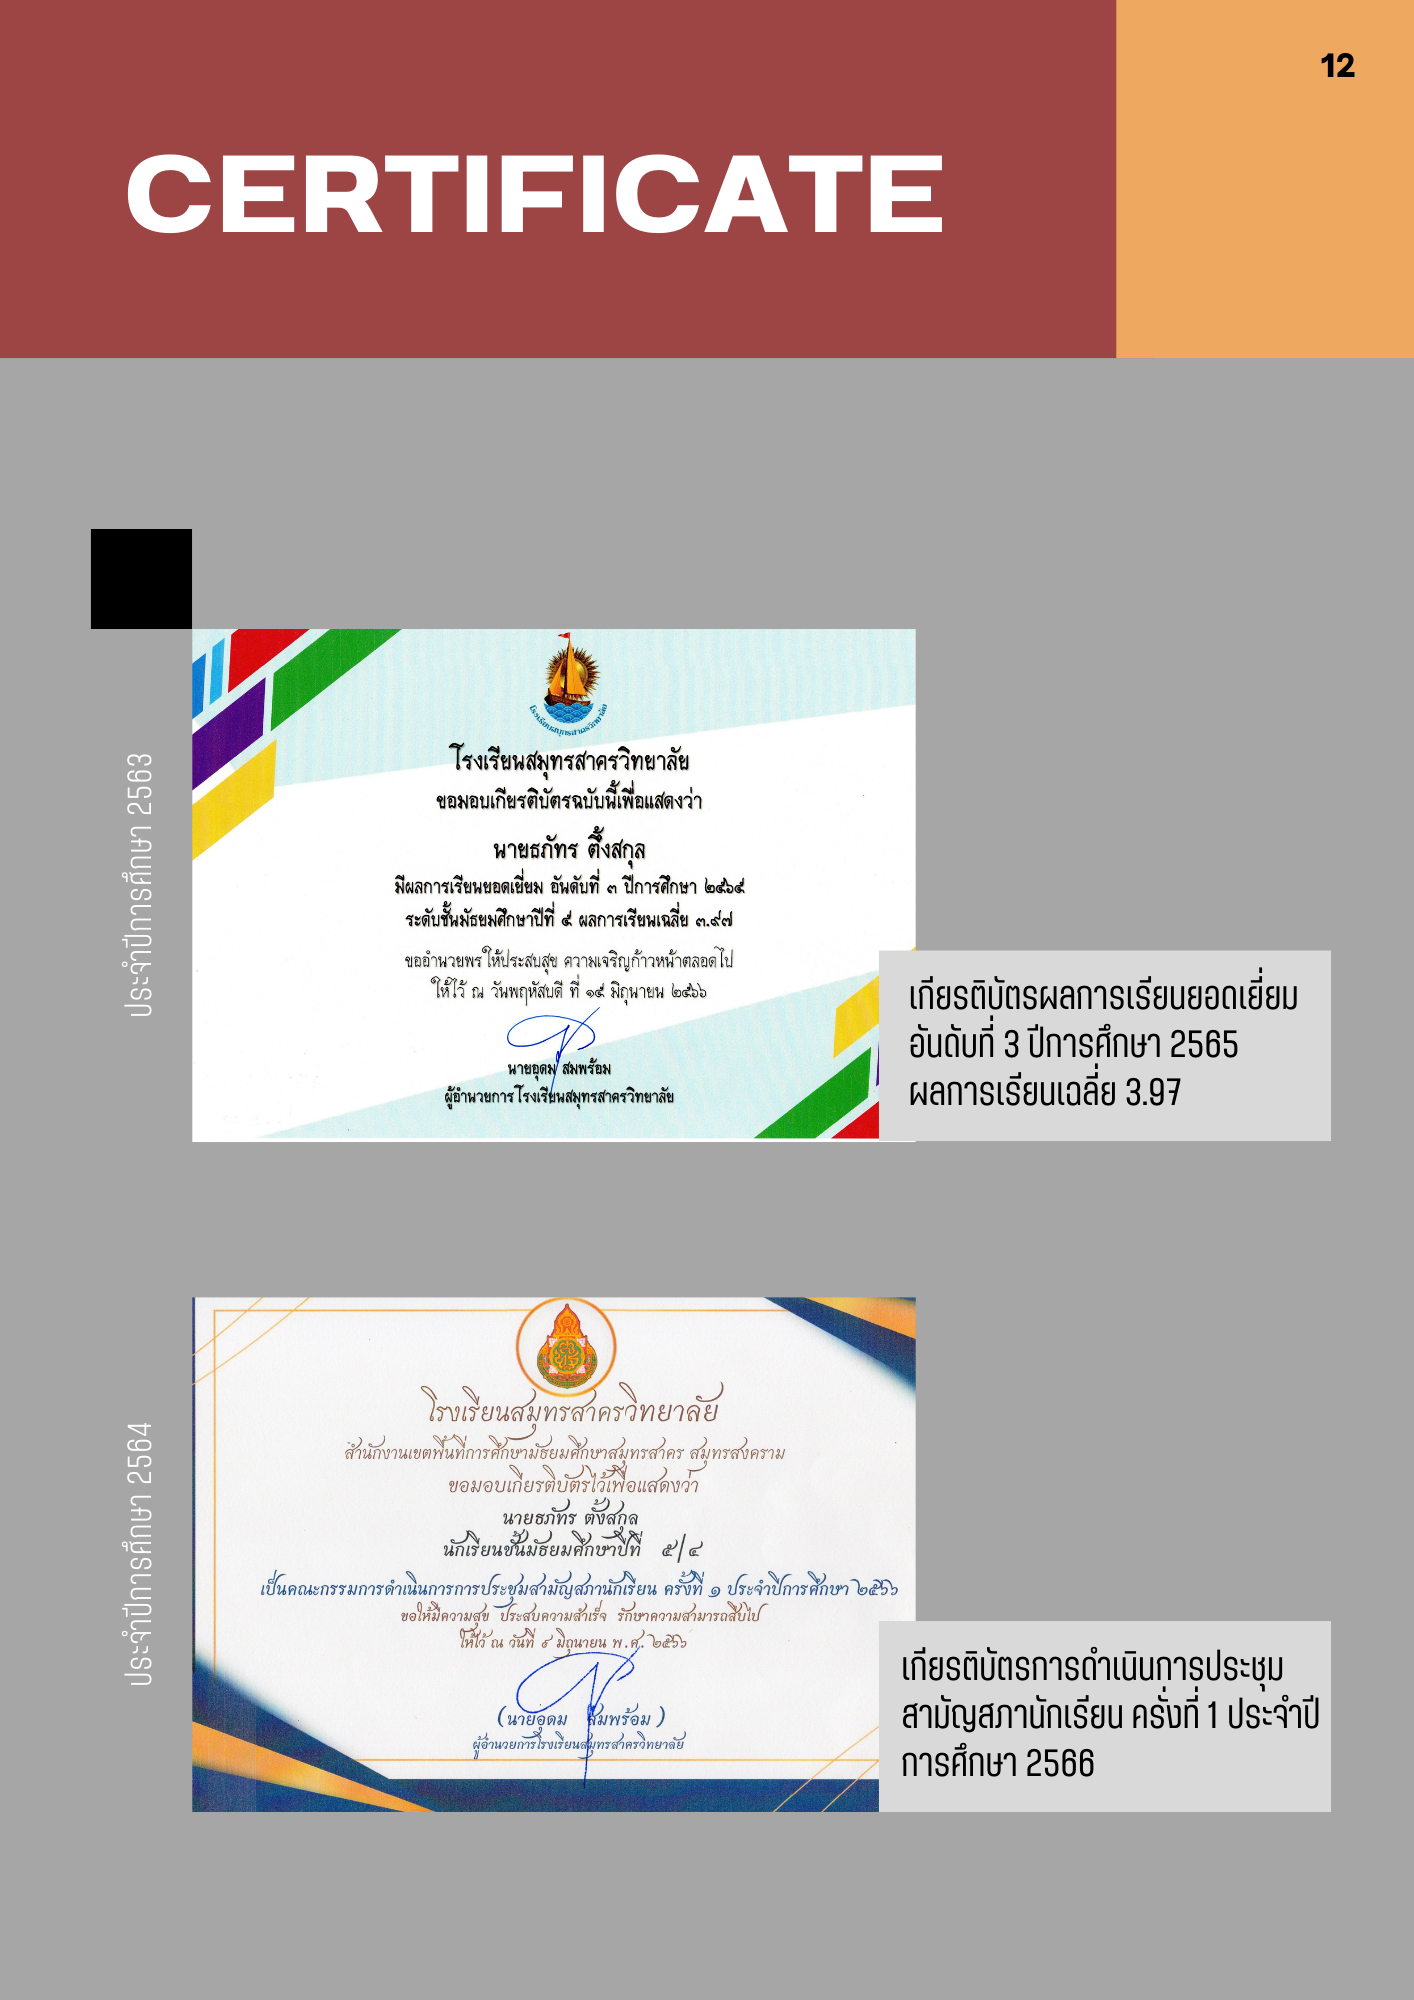 12
CERTIFICATE
ประจำปีการศึกษา 2563
โรงเรียนสมุทรสาครวิทยาลัย
โรงเรียนสมุทรสาครวิทยาลัย
ขอมอบเกียรติบัตรฉบับนี้เพื่อแสดงว่า
นายธภัทร ตั้งสกุล
มีผลการเรียนยอดเยี่ยม อันดับที่ ๓ ปีการศึกษา ๒๕๖๕
ระดับชั้นมัธยมศึกษาปีที่ ๕ ผลการเรียนเฉลี่ย ๓.๙๗
ขออำนวยพรให้ประสบสุข ความเจริญก้าวหน้าตลอดไป
ให้ไว้ ณ วันพฤหัสบดี ที่ ๑๕ มิถุนายน ๒๕๖๖
นายอุดม สมพร้อม
ผู้อำนวยการโรงเรียนสมุทรสาครวิทยาลัย
เกียรติบัตรผลการเรียนยอดเยี่ยม
อันดับที่ 3 ปีการศึกษา 2565
ผลการเรียนเฉลี่ย 3.97
ประจำปีการศึกษา 2564
โรงเรียนสมุทรสาครวิทยาลัย
สำนักงานเขตพื้นที่การศึกษามัธยมศึกษาสมุทรสาคร สมุทรสงคราม
ขอมอบเกียรติบัตรไว้เพื่อแสดงว่า
นายธภัทร ตั้งสกุล
นักเรียนชั้นมัธยมศึกษาปีที่ ๕/๔
เป็นคณะกรรมการดำเนินการการประชุมสามัญสภานักเรียน ครั้งที่ ๑ ประจำปีการศึกษา ๒๕๖๖
ขอให้มีความสุข ประสบความสำเร็จ รักษาความสามารถสืบไป
ให้ไว้ ณ วันที่ ๙ มิถุนายน พ.ศ. ๒๕๖๖
(นายอุดม สมพร้อม)
ผู้อำนวยการโรงเรียนสมุทรสาครวิทยาลัย
เกียรติบัตรการดำเนินการประชุม
สามัญสภานักเรียน ครั้งที่ 1 ประจำปี
การศึกษา 2566